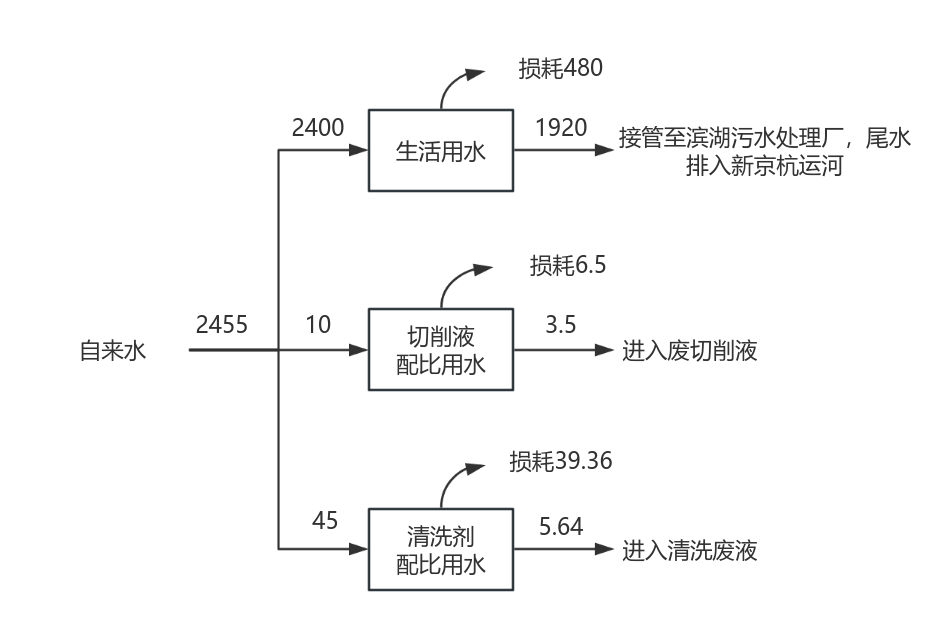 损耗480
2400
1920
生活用水
接管至滨湖污水处理厂，尾水
排入新京杭运河
损耗6.5
自来水
2455
10
3.5
切削液
配比用水
进入废切削液
损耗39.36
45
5.64
清洗剂
配比用水
进入清洗废液